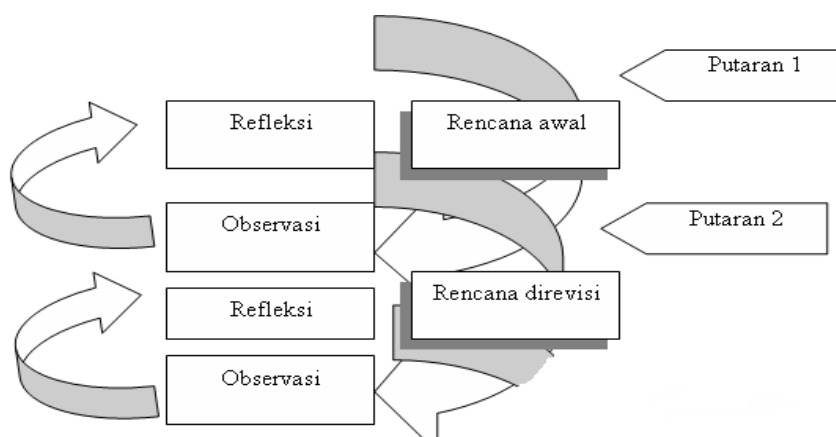 Putaran 1
Refleksi
Rencana awal
Observasi
Putaran 2
Refleksi
Rencana direvisi
Observasi